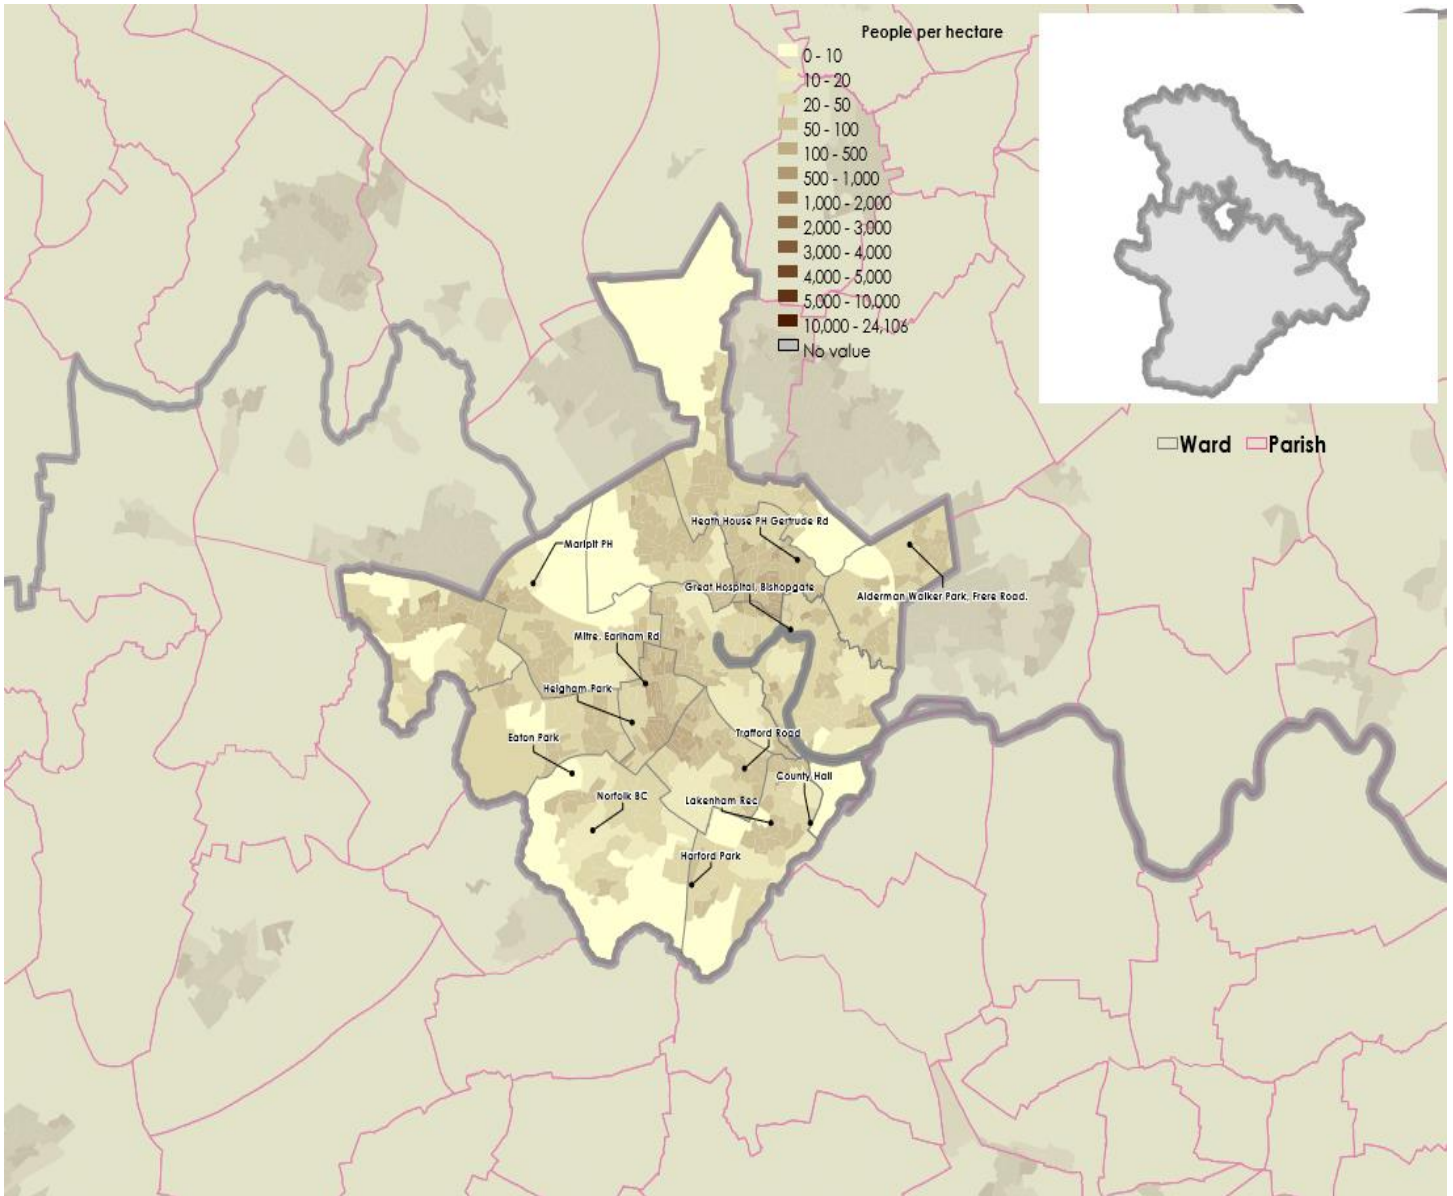 People per hectare
0 - 10
10 - 20
20 - 50
50 - 100
100 - 500
500 - 1,000
1,000 - 2,000
2,000 - 3,000
3,000 - 4,000
4,000 - 5,000
5,000 - 10,000
10,000 - 24,106
No value
Ward Parish
Heath House PH Gertrude Rd
Marlpit PH
Great Hospital, Bishopgate
Alderman Walker Park, Frere Road.
Mitre, Earlham Rd
Heigham Park
Eaton Park
Trafford Road
County Hall
Norfolk BC
Lakenham Rec
Harford Park